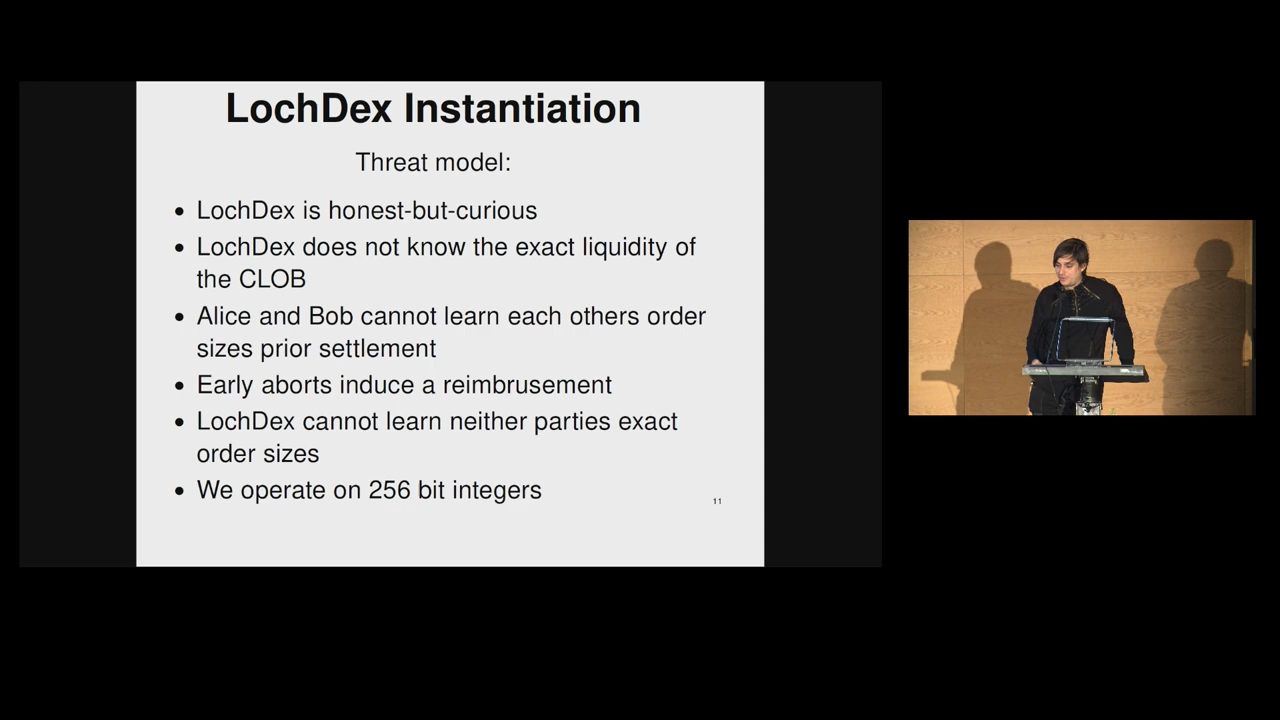 LochDex Instantiation
Threat model:
• LochDex is honest-but-curious
• LochDex does not know the exact liquidity of
the CLOB
• Alice and Bob cannot learn each others order
sizes prior settlement
• Early aborts induce a reimbrusement
• LochDex cannot learn neither parties exact
order sizes
• We operate on 256 bit integers
11